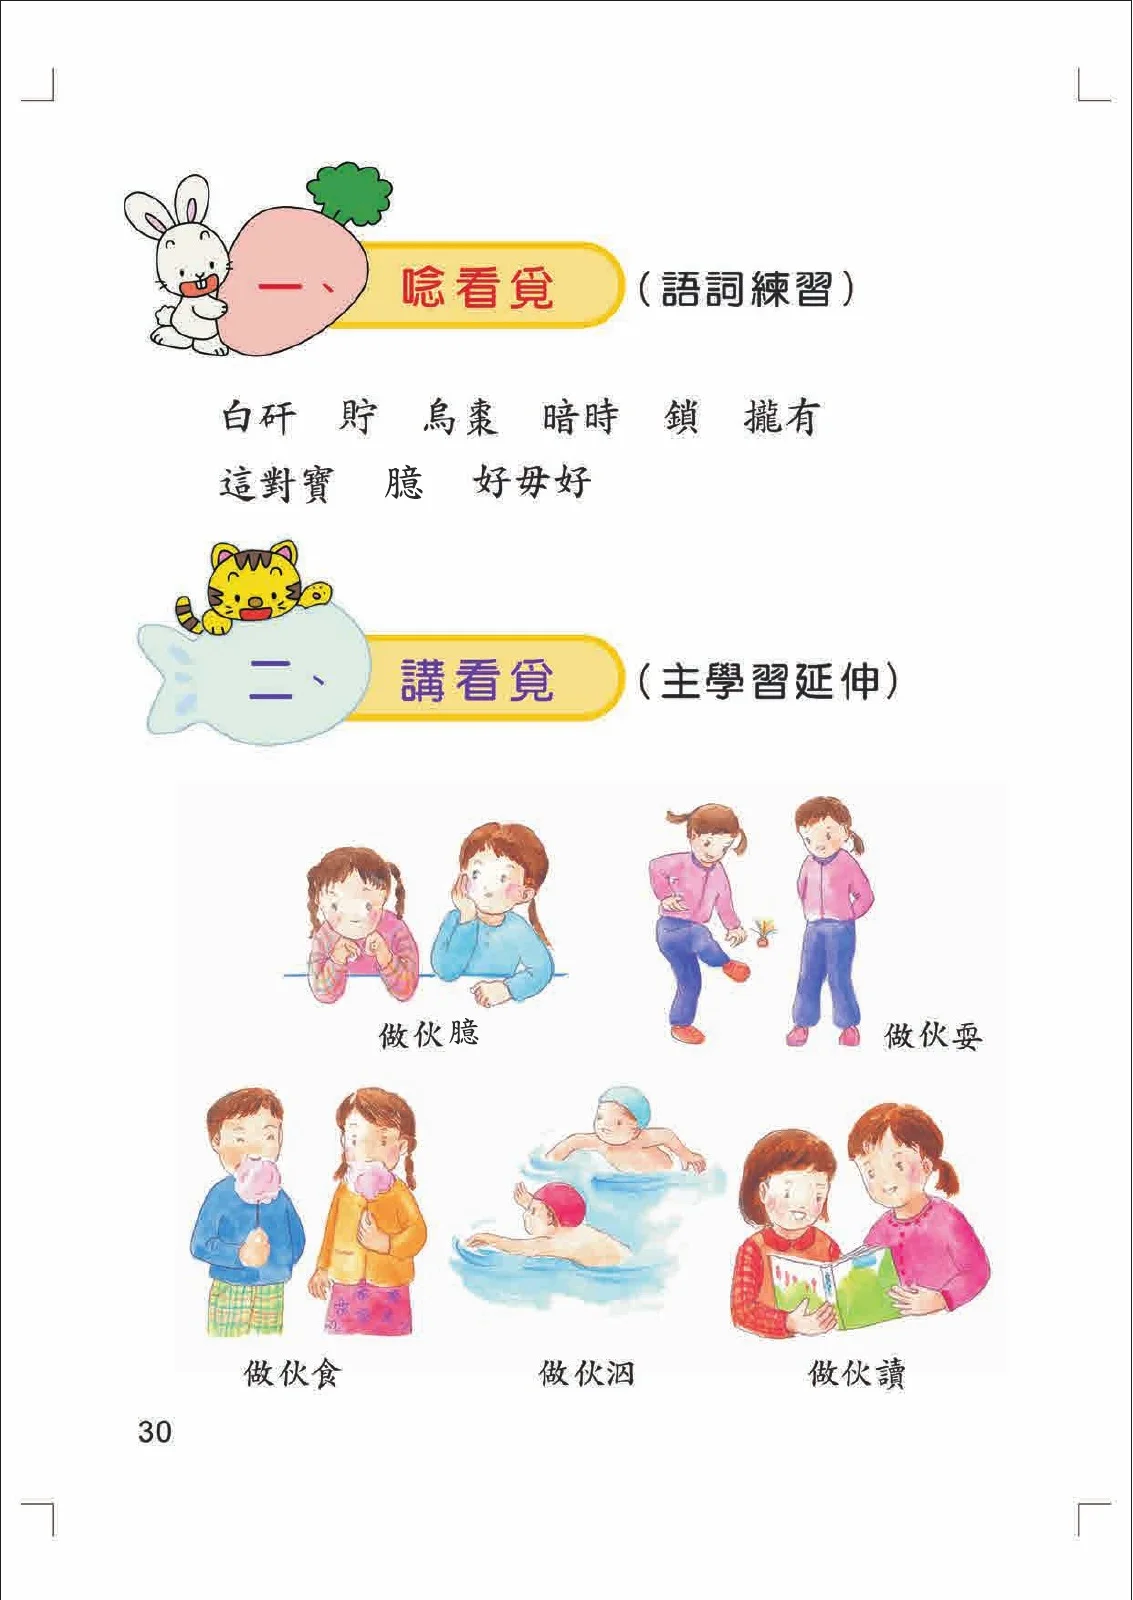 一、唸看覓（語詞練習）
白矸　貯　烏棗　暗時　鎖　攏有
這對寶　臆　好毋好
二、講看覓（主學習延伸）
做伙臆
做伙耍
做伙食　做伙泅　做伙讀
30